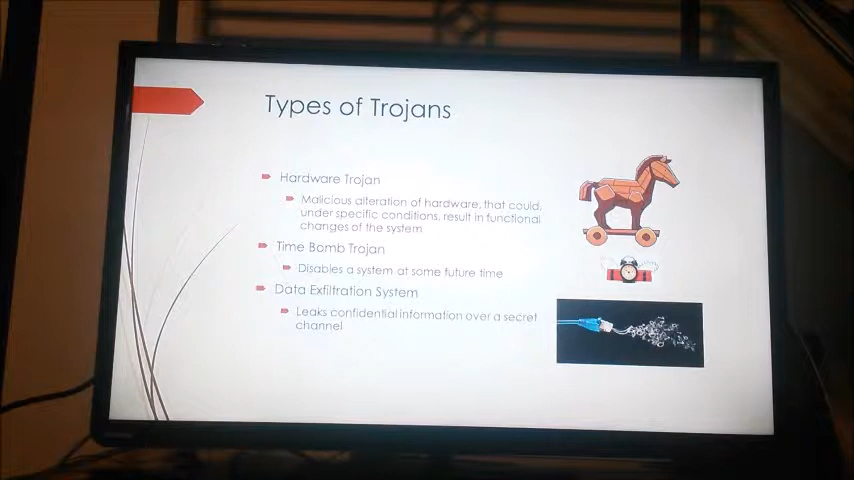 Types of Trojans
Hardware Trojan
Malicious alteration of hardware, that could,
under specific conditions, result in functional
changes of the system
Time Bomb Trojan
Disables a system at some future time
Data Exfiltration System
Leaks confidential information over a secret
channel